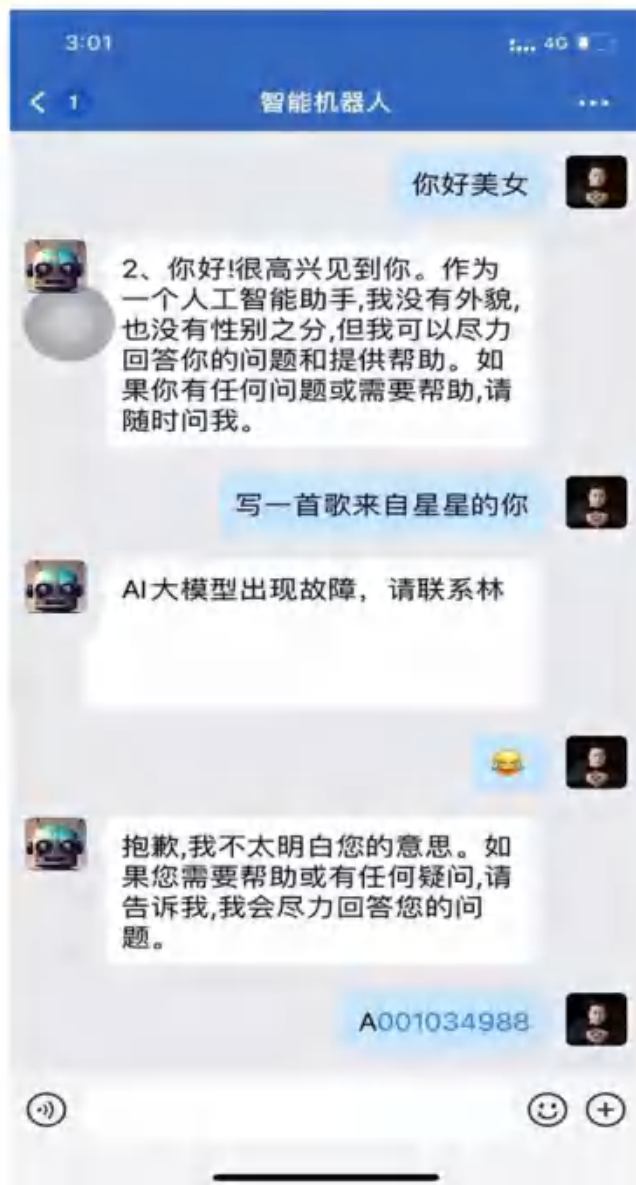 3:01
4G
1
智能机器人
你好美女
2、你好!很高兴见到你。作为
一个人工智能助手,我没有外貌,
也没有性别之分,但我可以尽力
回答你的问题和提供帮助。如
果你有任何问题或需要帮助,请
随时问我。
写一首歌来自星星的你
AI大模型出现故障，请联系林
抱歉,我不太明白您的意思。如
果您需要帮助或有任何疑问,请
告诉我,我会尽力回答您的问
题。
A001034988